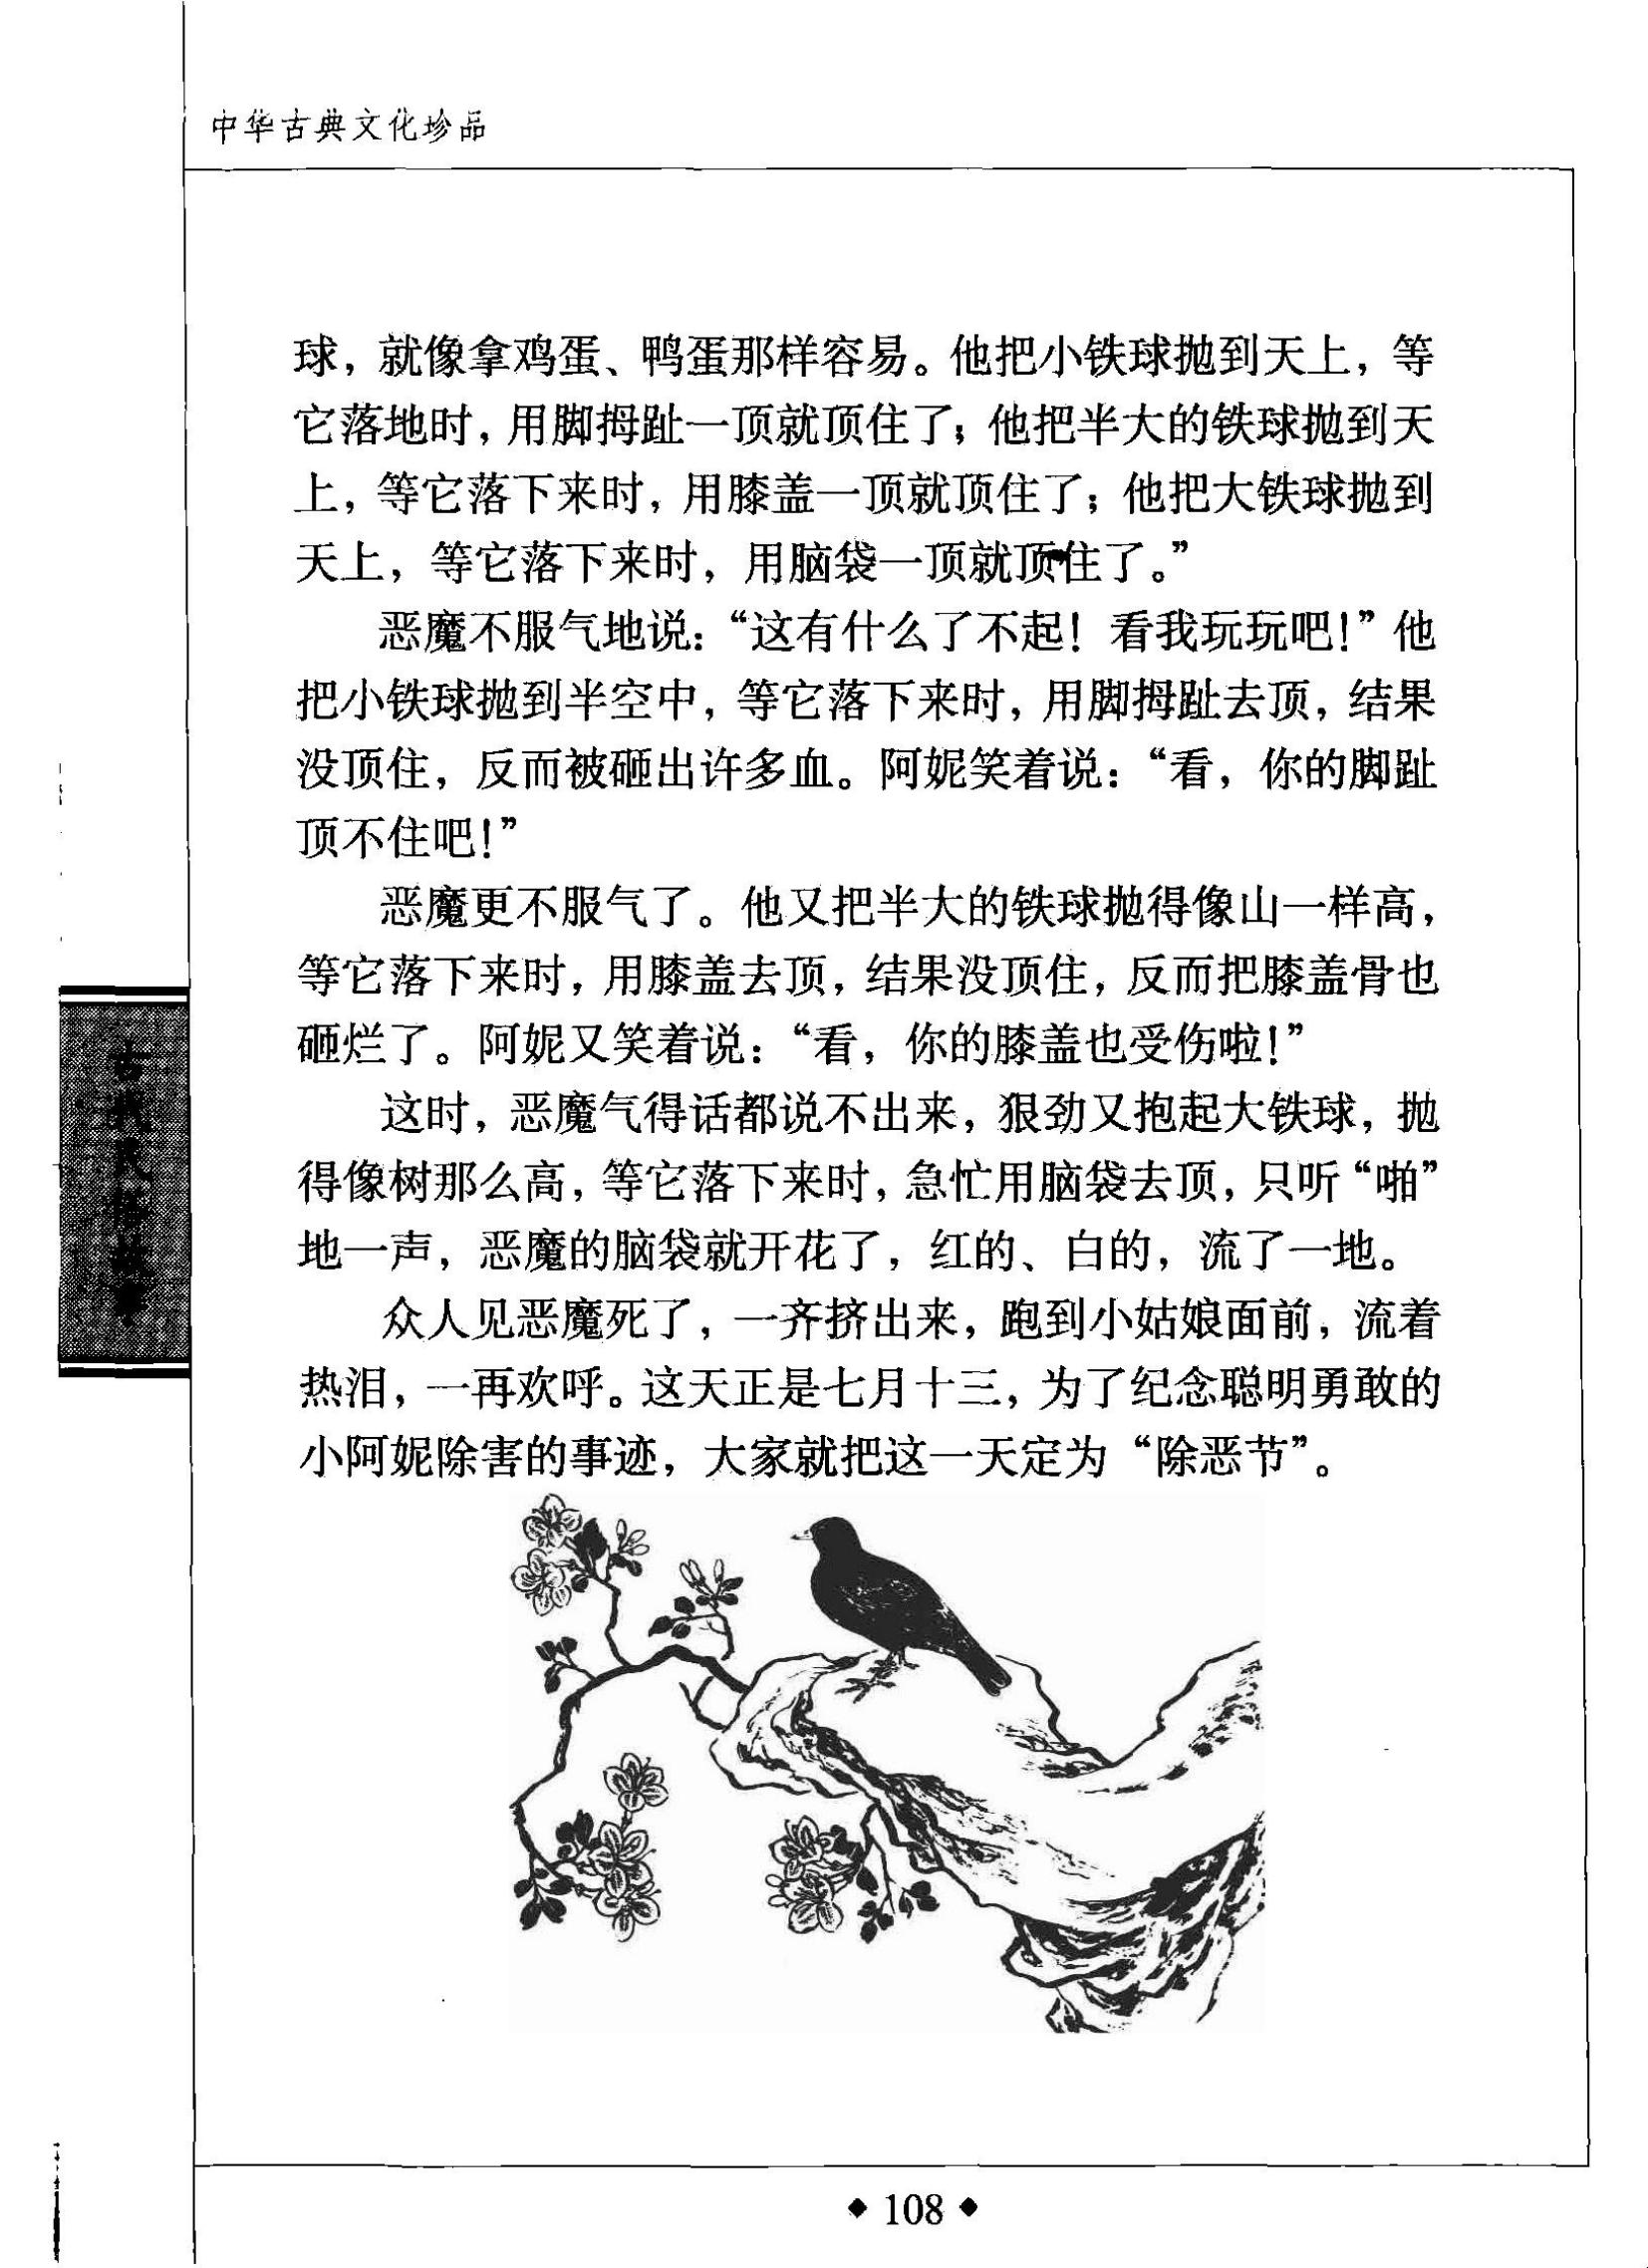 中华古典文化珍品
球，就像拿鸡蛋、鸭蛋那样容易。他把小铁球抛到天上，等
它落地时，用脚拇趾一顶就顶住了；他把半大的铁球抛到天
上，等它落下来时，用膝盖一顶就顶住了；他把大铁球抛到
天上，等它落下来时，用脑袋一顶就顶住了。”
恶魔不服气地说：“这有什么了不起！看我玩玩吧！”他
把小铁球抛到半空中，等它落下来时，用脚拇趾去顶，结果
没顶住，反而被砸出许多血。阿妮笑着说：“看，你的脚趾
顶不住吧！”
恶魔更不服气了。他又把半大的铁球抛得像山一样高，
等它落下来时，用膝盖去顶，结果没顶住，反而把膝盖骨也
砸烂了。阿妮又笑着说：“看，你的膝盖也受伤啦！”
这时，恶魔气得话都说不出来，狠劲又抱起大铁球，抛
得像树那么高，等它落下来时，急忙用脑袋去顶，只听“啪”
地一声，恶魔的脑袋就开花了，红的、白的，流了一地。
众人见恶魔死了，一齐挤出来，跑到小姑娘面前，流着
热泪，一再欢呼。这天正是七月十三，为了纪念聪明勇敢的
小阿妮除害的事迹，大家就把这一天定为“除恶节”。
古代民俗故事
◆ 108 ◆